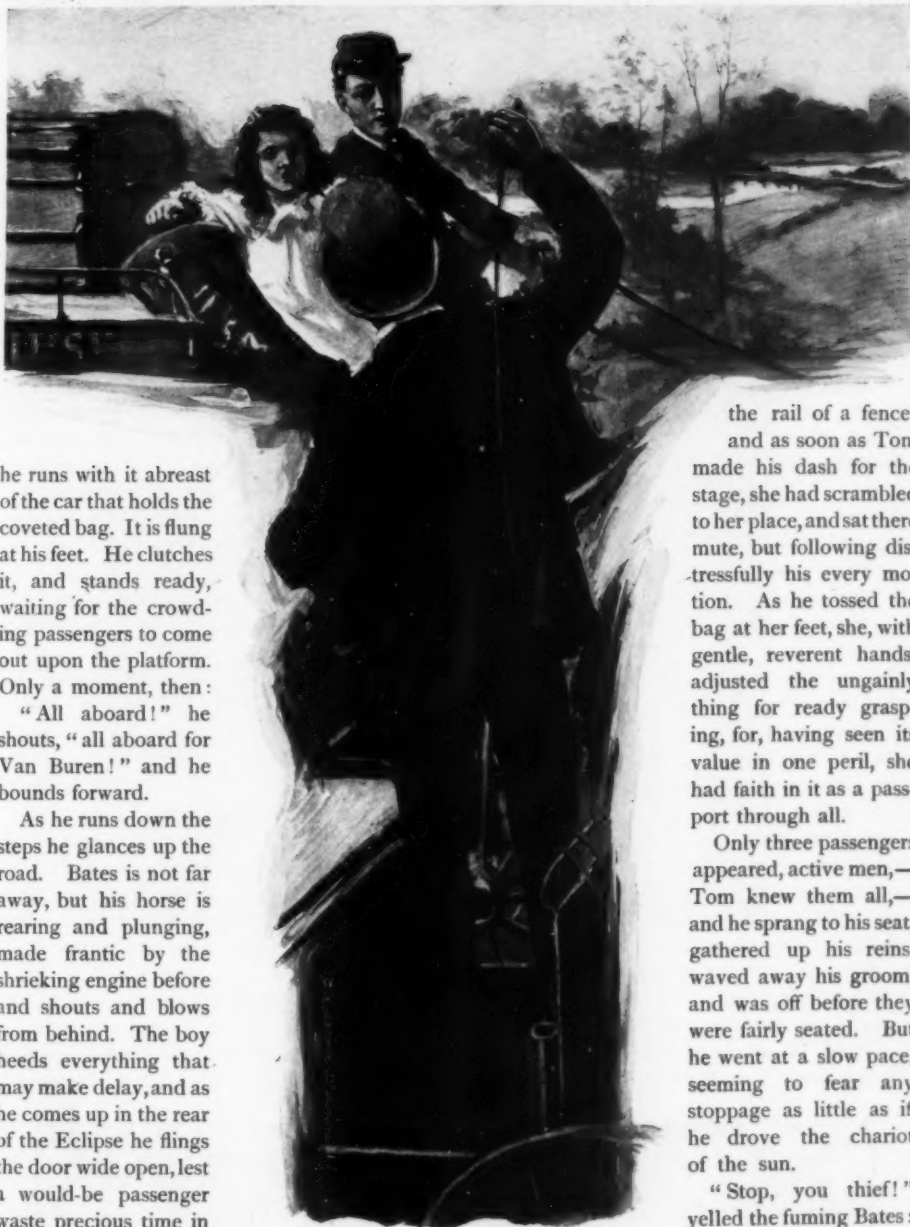 he runs with it abreast
of the car that holds the
coveted bag. It is flung
at his feet. He clutches
it, and stands ready,
waiting for the crowd-
ing passengers to come
out upon the platform.
Only a moment, then:
"All aboard!" he
shouts, "all aboard for
Van Buren!" and he
bounds forward.
As he runs down the
steps he glances up the
road. Bates is not far
away, but his horse is
rearing and plunging,
made frantic by the
shrieking engine before
and shouts and blows
from behind. The boy
heeds everything that
may make delay, and as
he comes up in the rear
of the Eclipse he flings
the door wide open, lest
a would-be passenger
waste precious time in
the rail of a fence
and as soon as Tom
made his dash for the
stage, she had scrambled
to her place, and sat there
mute, but following dis-
tressfully his every mo-
tion. As he tossed the
bag at her feet, she, with
gentle, reverent hands
adjusted the ungainly
thing for ready grasp-
ing, for, having seen its
value in one peril, she
had faith in it as a pass-
port through all.
Only three passengers
appeared, active men,—
Tom knew them all,—
and he sprang to his seat
gathered up his reins
waved away his groom
and was off before they
were fairly seated. But
he went at a slow pace
seeming to fear any
stoppage as little as if
he drove the chariot
of the sun.
"Stop, you thief!"
yelled the fuming Bates;